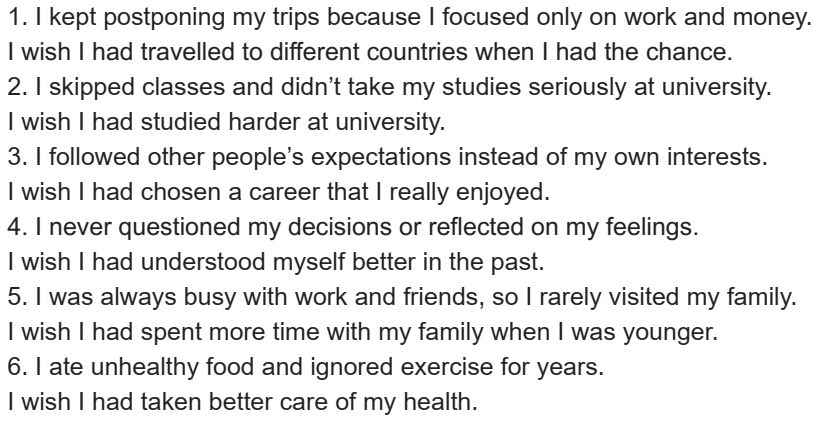 1. I kept postponing my trips because I focused only on work and money.
I wish I had travelled to different countries when I had the chance.
2. I skipped classes and didn’t take my studies seriously at university.
I wish I had studied harder at university.
3. I followed other people’s expectations instead of my own interests.
I wish I had chosen a career that I really enjoyed.
4. I never questioned my decisions or reflected on my feelings.
I wish I had understood myself better in the past.
5. I was always busy with work and friends, so I rarely visited my family.
I wish I had spent more time with my family when I was younger.
6. I ate unhealthy food and ignored exercise for years.
I wish I had taken better care of my health.